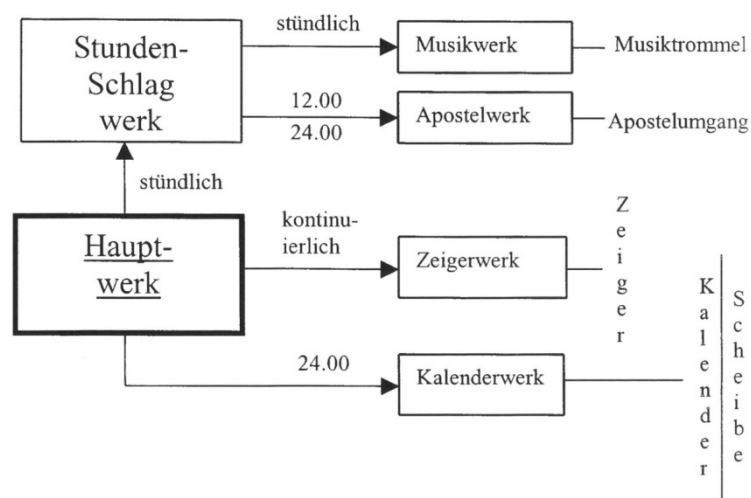 stündlich
Stunden-
Schlag
werk
Musikwerk
Musiktrommel
12.00
24.00
Apostelwerk
Apostelumgang
stündlich
Haupt-
werk
kontinu-
ierlich
Zeigerwerk
Zeiger
24.00
Kalenderwerk
Kalender
Scheibe